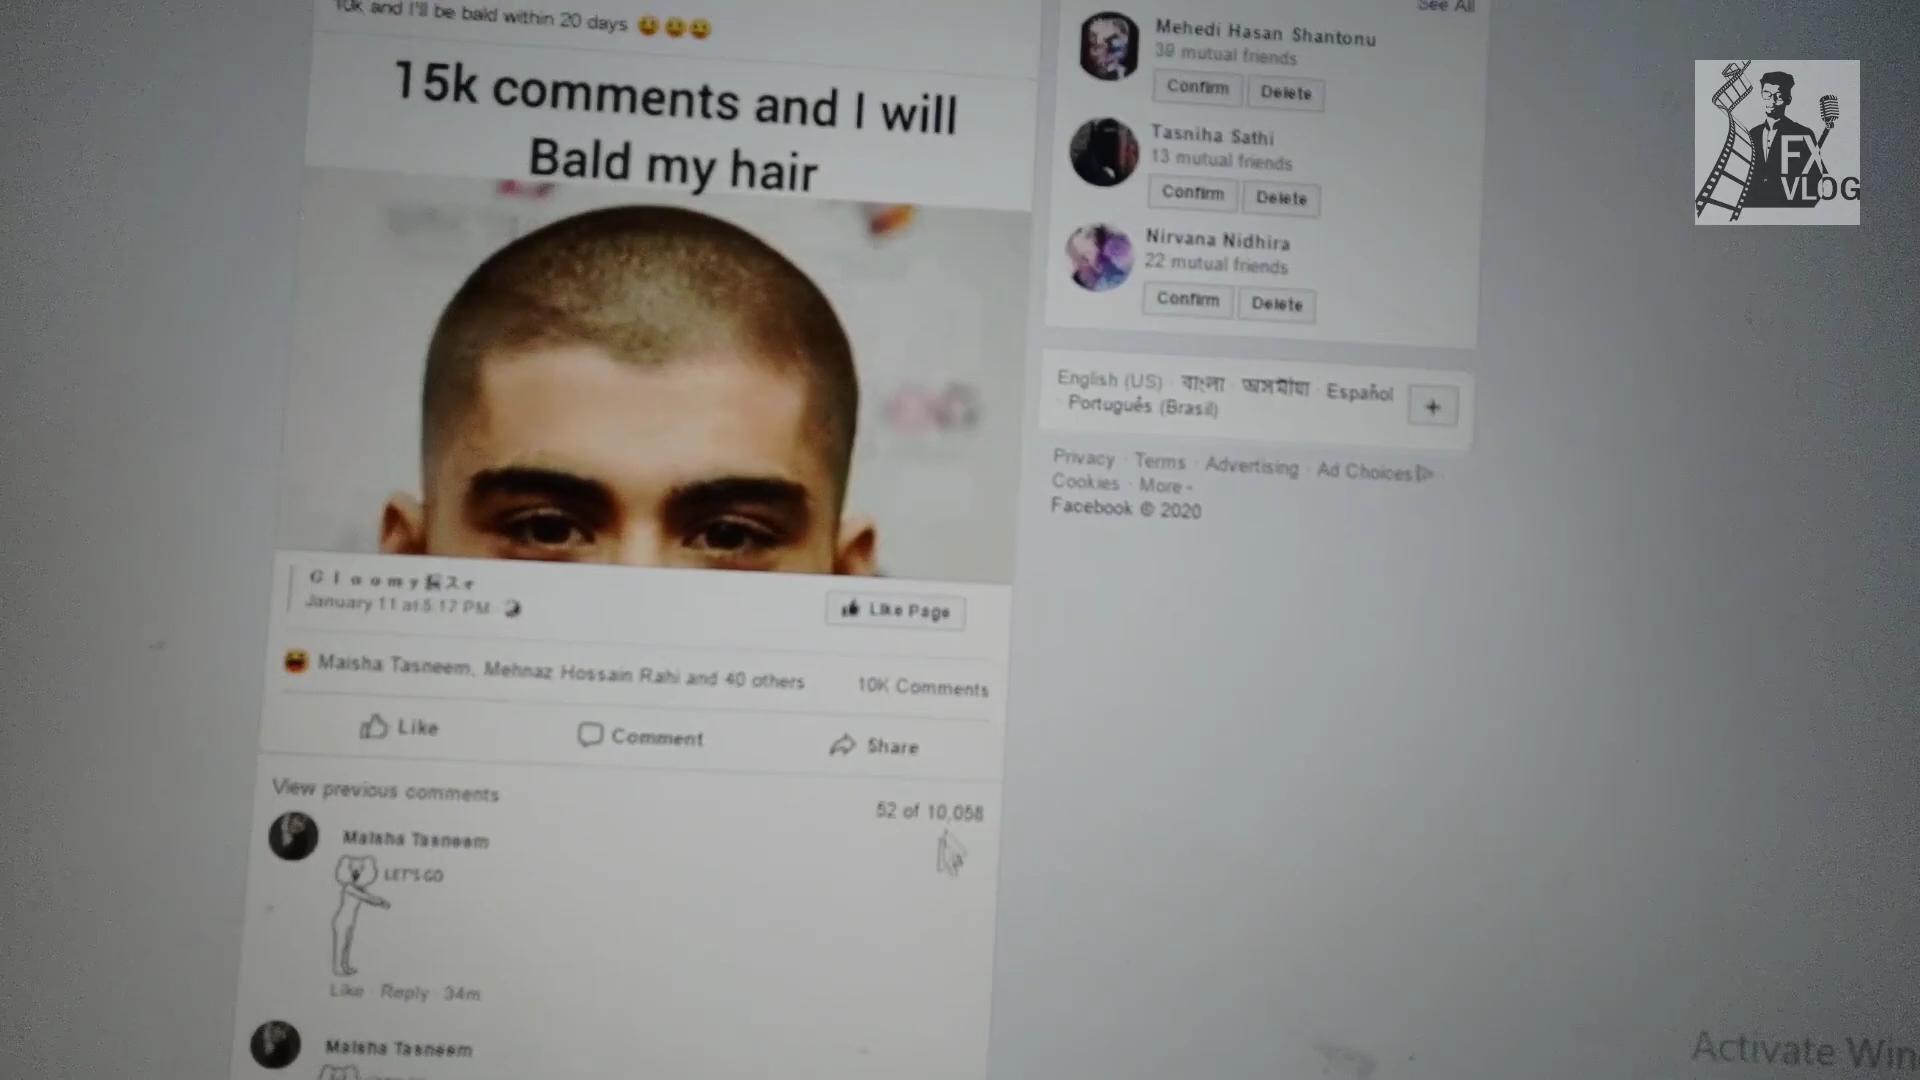 10k and I'll be bald within 20 days 😀😀😀
15k comments and I will
Bald my hair
January 11 at 5:17 PM
Like Page
Maisha Tasneem, Mehnaz Hossain Rahi and 40 others
10K Comments
Like
Comment
Share
View previous comments
52 of 10,058
Maisha Tasneem
LET'S GO
Like · Reply · 34m
Maisha Tasneem
See All
Mehedi Hasan Shantonu
39 mutual friends
Confirm
Delete
Tasniha Sathi
13 mutual friends
Confirm
Delete
Nirvana Nidhira
22 mutual friends
Confirm
Delete
English (US) · বাংলা · অসমীয়া · Español
· Português (Brasil)
+
Privacy · Terms · Advertising · Ad Choices ·
Cookies · More
Facebook © 2020
FX
VLOG
Activate Win